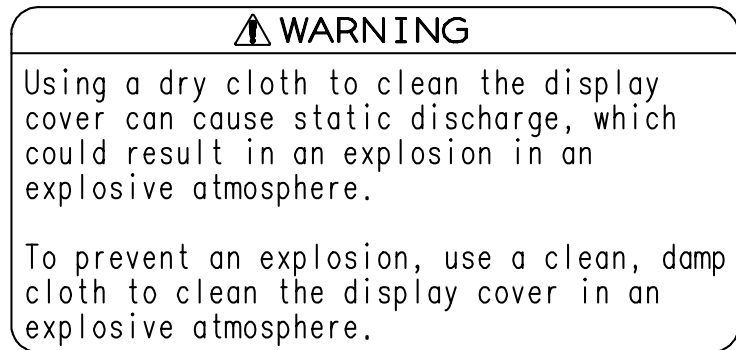 WARNING
Using a dry cloth to clean the display
cover can cause static discharge, which
could result in an explosion in an
explosive atmosphere.
To prevent an explosion, use a clean, damp
cloth to clean the display cover in an
explosive atmosphere.